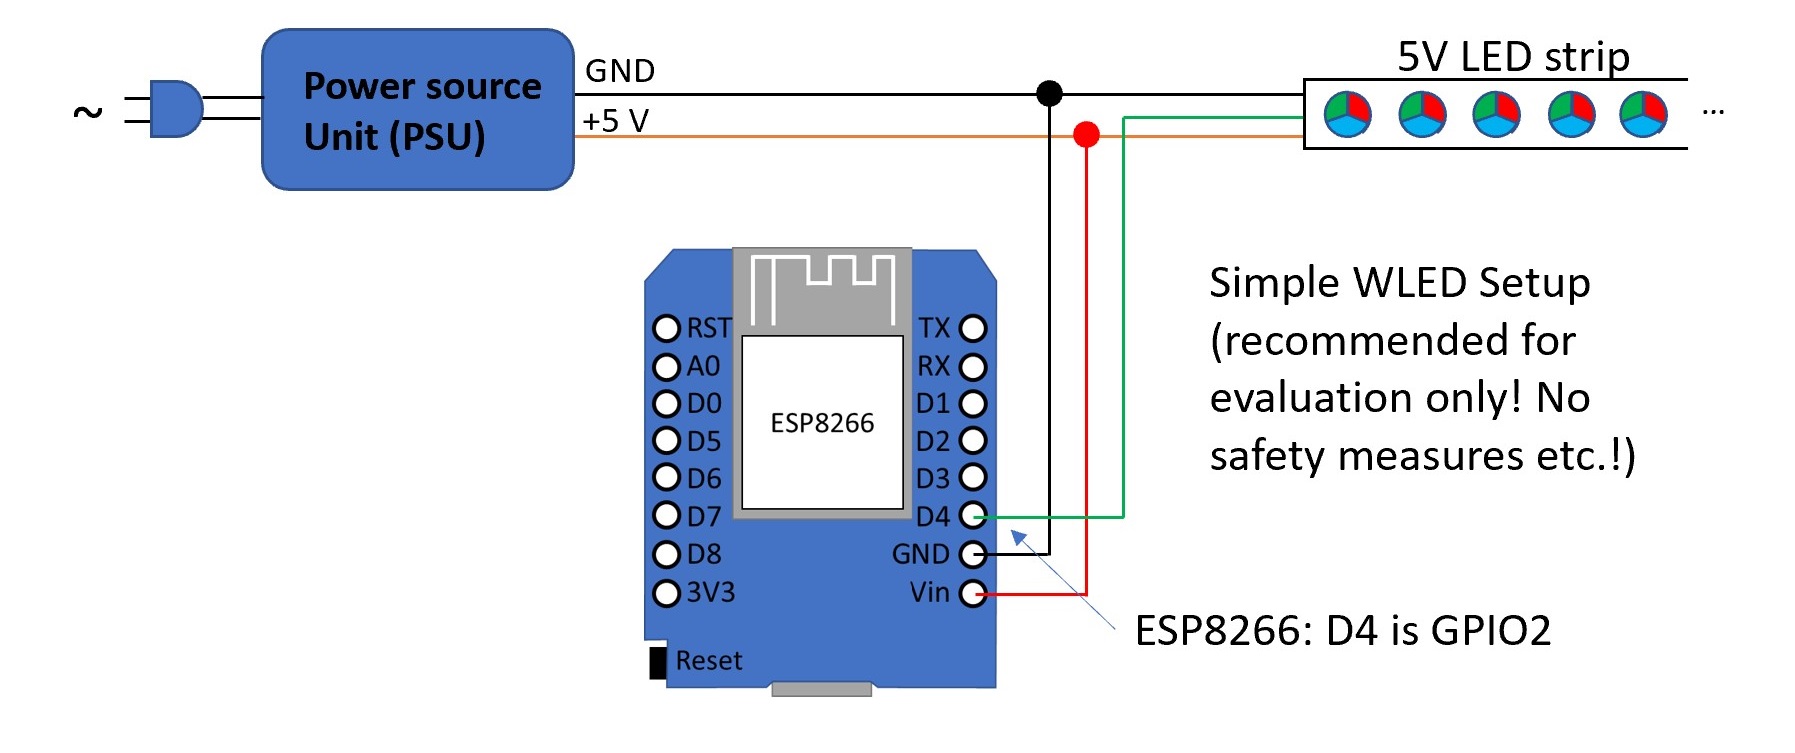 5V LED strip
GND
~
Power source
Unit (PSU)
+5 V
...
Simple WLED Setup
(recommended for
evaluation only! No
safety measures etc.!)
RST
A0
D0
D5
D6
D7
D8
3V3
ESP8266
TX
RX
D1
D2
D3
D4
GND
Vin
Reset
ESP8266: D4 is GPIO2